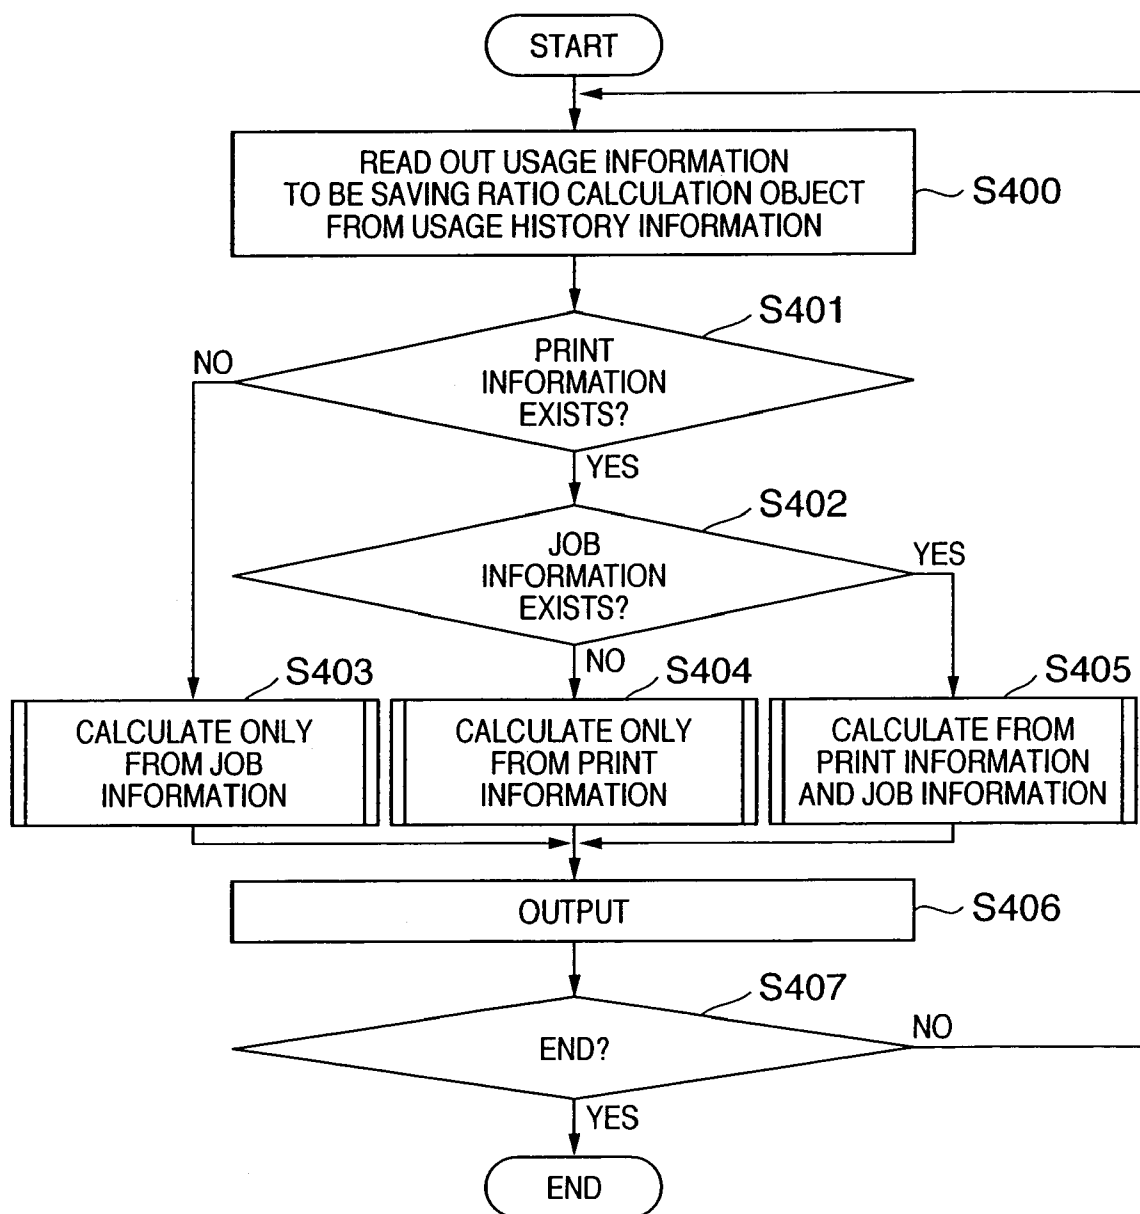 START
READ OUT USAGE INFORMATION
TO BE SAVING RATIO CALCULATION OBJECT
FROM USAGE HISTORY INFORMATION
S400
S401
NO
PRINT
INFORMATION
EXISTS?
YES
S402
JOB
INFORMATION
EXISTS?
YES
NO
S403
CALCULATE ONLY
FROM JOB
INFORMATION
S404
CALCULATE ONLY
FROM PRINT
INFORMATION
S405
CALCULATE FROM
PRINT INFORMATION
AND JOB INFORMATION
OUTPUT
S406
S407
END?
NO
YES
END